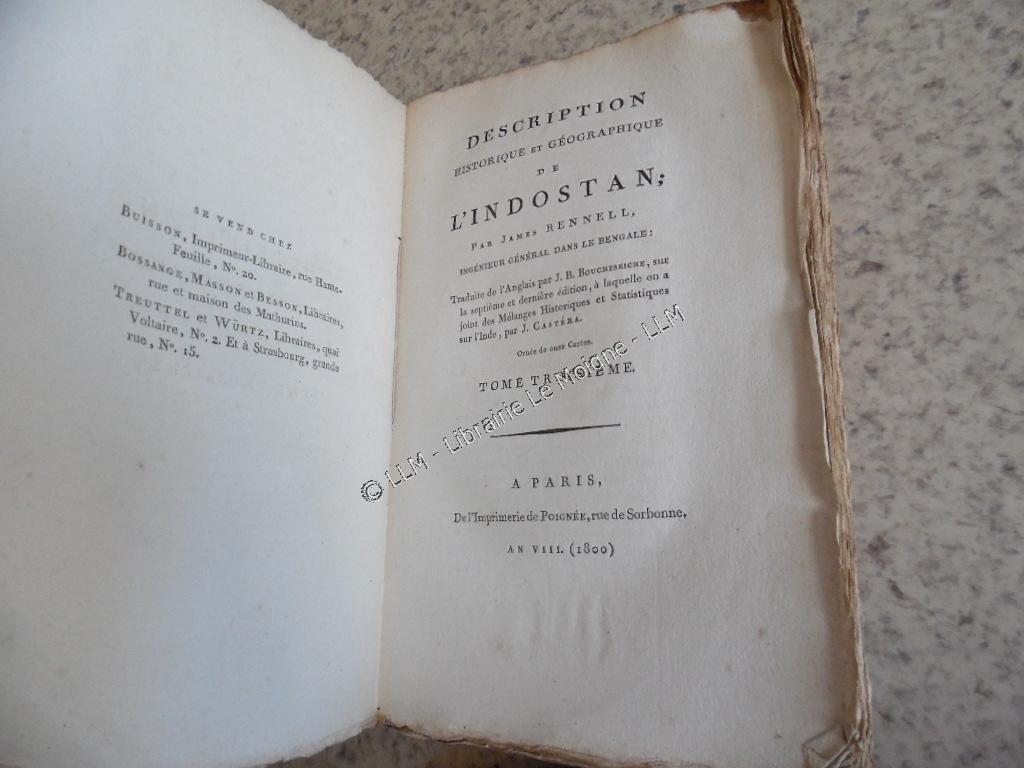 SE VEND CHEZ
BUISSON, Imprimeur-Libraire, rue Haute-
Feuille, N°. 20.
BOSSANGE, MASSON et BESSON, Libraires,
rue et maison des Mathurins.
TREUTTEL et WÜRTZ, Libraires, quai
Voltaire, N°. 2. Et à Strasbourg, grande
rue, N°. 15.
DESCRIPTION
HISTORIQUE ET GÉOGRAPHIQUE
DE
L'INDOSTAN;
PAR JAMES RENNELL,
INGÉNIEUR GÉNÉRAL DANS LE BENGALE:
Traduite de l'Anglais par J. B. BOUCHESEICHE, sur
la septième et dernière édition, à laquelle on a
joint des Mélanges Historiques et Statistiques
sur l'Inde, par J. CASTÉRA.
Ornée de onze Cartes.
TOME TROISIÈME.
A PARIS,
De l'Imprimerie de POIGNÉE, rue de Sorbonne.
AN VIII. (1800)
© LLM - Librairie Le Moigne - LLM